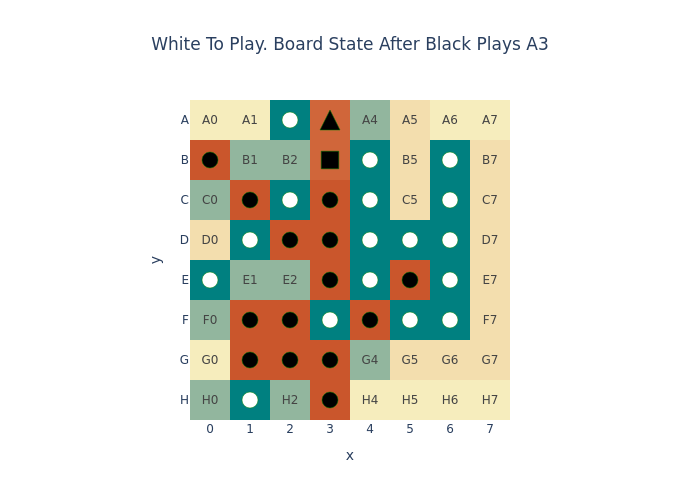 White To Play. Board State After Black Plays A3
A A0 A1 A4 A5 A6 A7
B B1 B2 B5 B7
C C0 C5 C7
D D0 D7
E E1 E2 E7
F F0 F7
G G0 G4 G5 G6 G7
H H0 H2 H4 H5 H6 H7
0 1 2 3 4 5 6 7
x
y